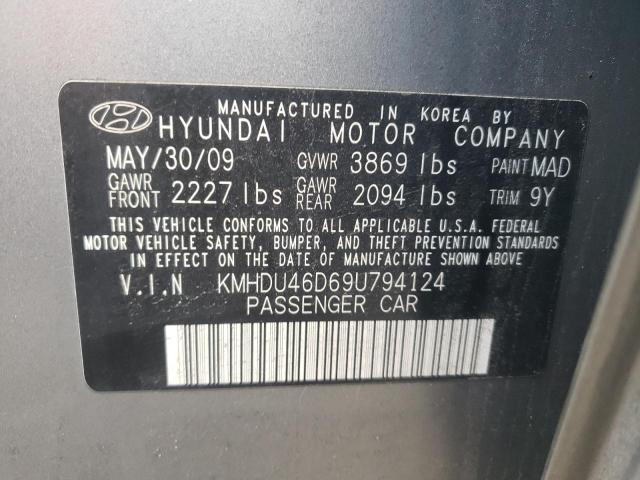 MANUFACTURED IN KOREA BY
HYUNDAI MOTOR COMPANY
MAY/30/09 GVWR 3869 lbs PAINT MAD
GAWR FRONT 2227 lbs GAWR REAR 2094 lbs TRIM 9Y
THIS VEHICLE CONFORMS TO ALL APPLICABLE U.S.A. FEDERAL
MOTOR VEHICLE SAFETY, BUMPER, AND THEFT PREVENTION STANDARDS
IN EFFECT ON THE DATE OF MANUFACTURE SHOWN ABOVE.
V.I.N KMHDU46D69U794124
PASSENGER CAR